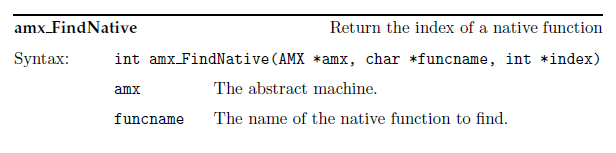 amx_FindNative Return the index of a native function
Syntax: int amx_FindNative(AMX *amx, char *funcname, int *index)
amx The abstract machine.
funcname The name of the native function to find.